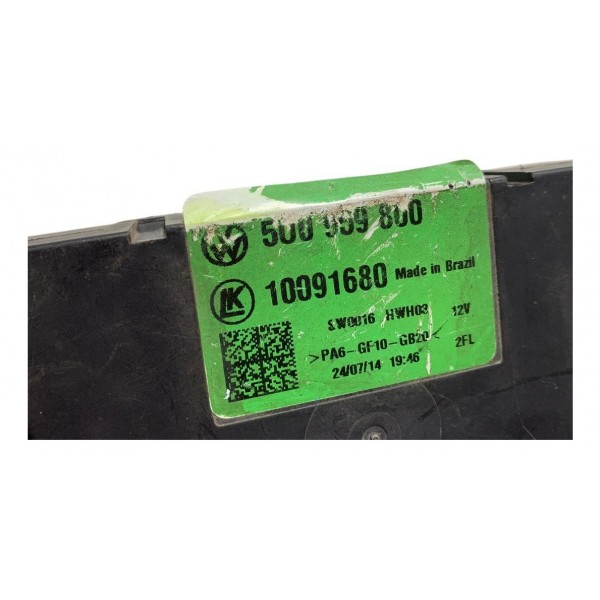 5U0 959 800
LK 10091680 Made in Brazil
SW0016 HWH03 12V
>PA6-GF10-GB20< 2FL
24/07/14 19:46